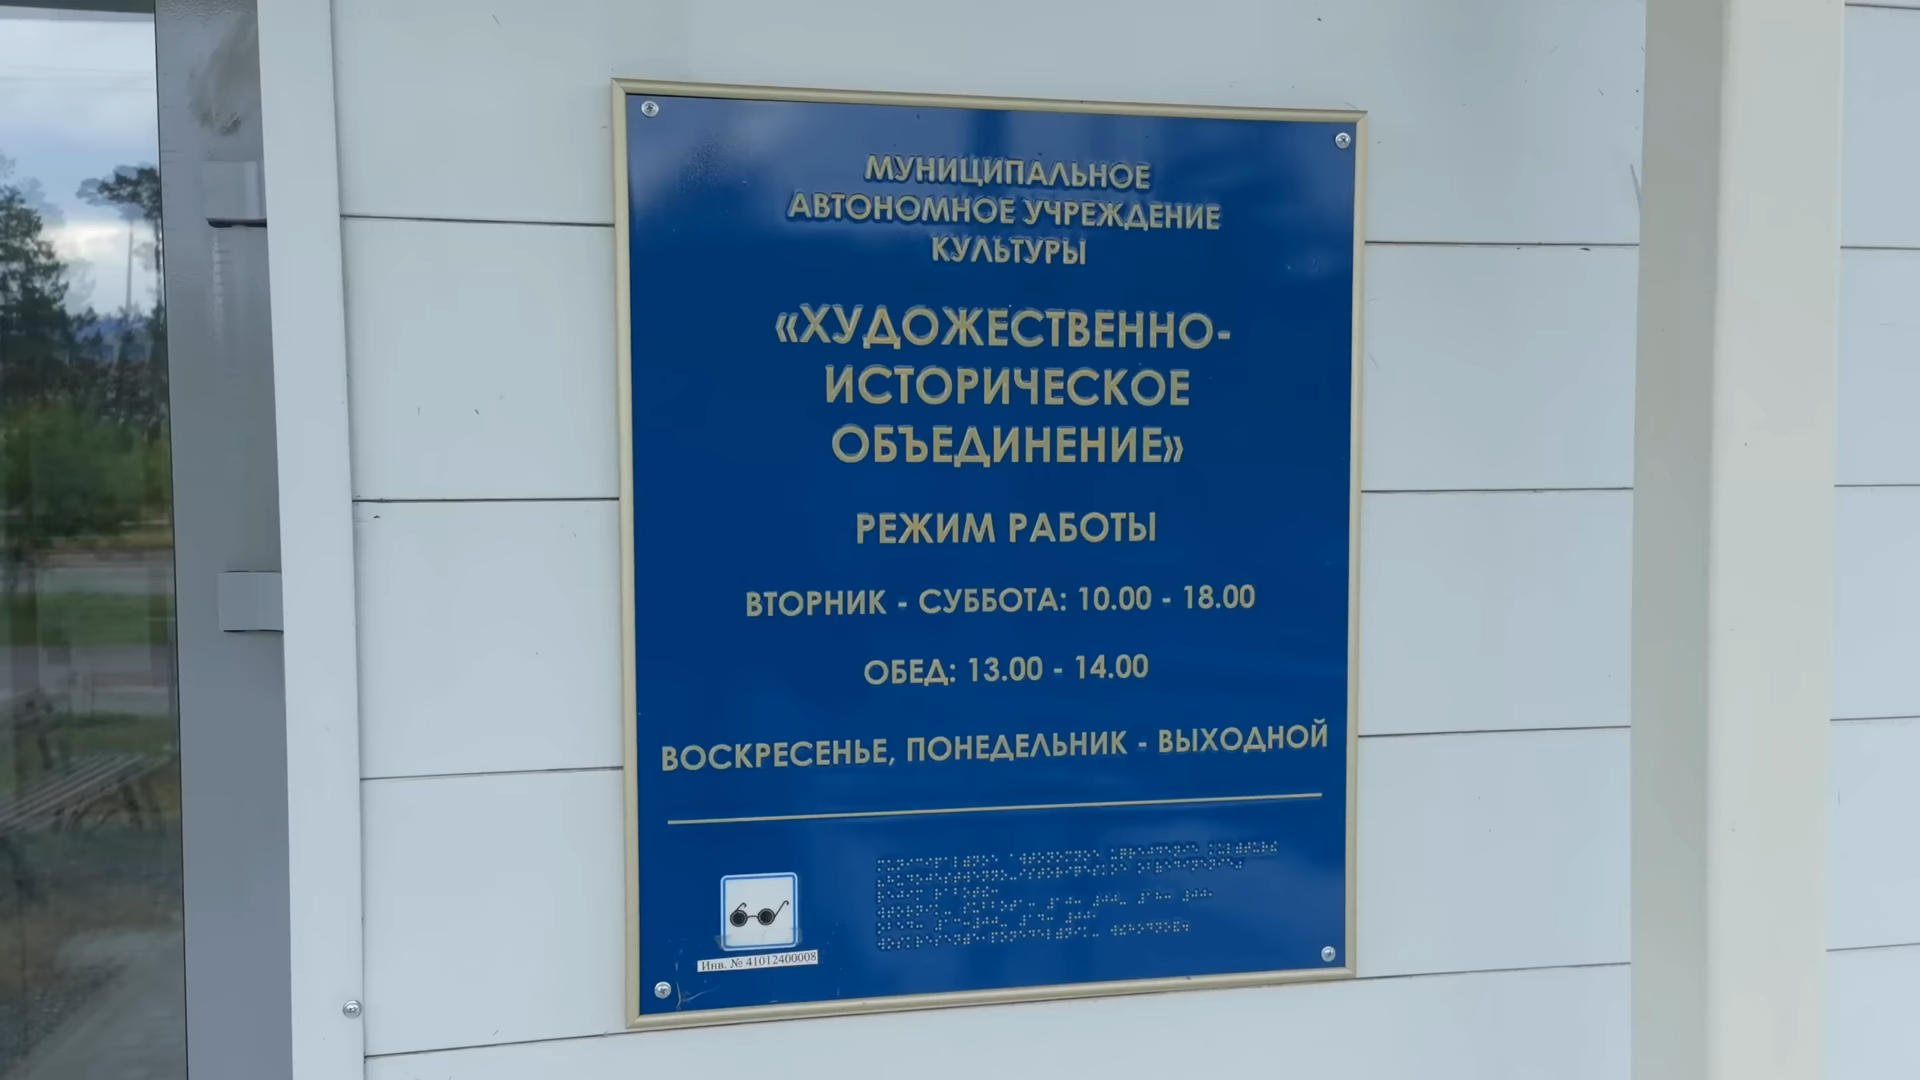 МУНИЦИПАЛЬНОЕ
АВТОНОМНОЕ УЧРЕЖДЕНИЕ
КУЛЬТУРЫ
«ХУДОЖЕСТВЕННО-
ИСТОРИЧЕСКОЕ
ОБЪЕДИНЕНИЕ»
РЕЖИМ РАБОТЫ
ВТОРНИК - СУББОТА: 10.00 - 18.00
ОБЕД: 13.00 - 14.00
ВОСКРЕСЕНЬЕ, ПОНЕДЕЛЬНИК - ВЫХОДНОЙ
Инв. № 41012400008